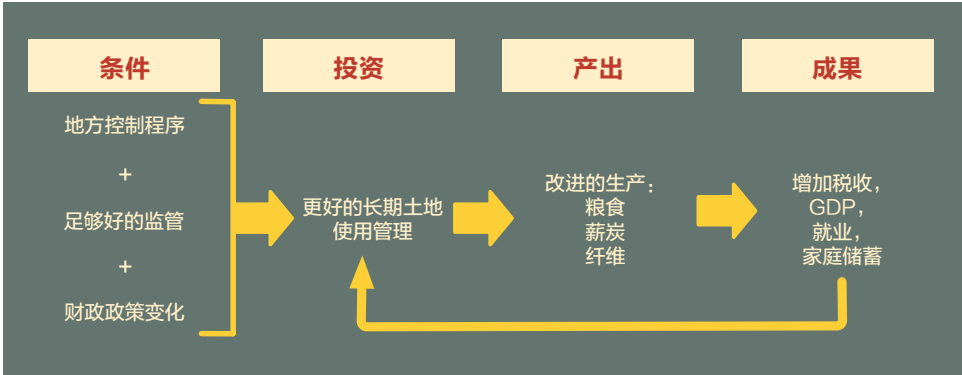 条件
投资
产出
成果
地方控制程序
+
足够好的监管
+
财政政策变化
更好的长期土地
使用管理
改进的生产：
粮食
薪炭
纤维
增加税收，
GDP，
就业，
家庭储蓄